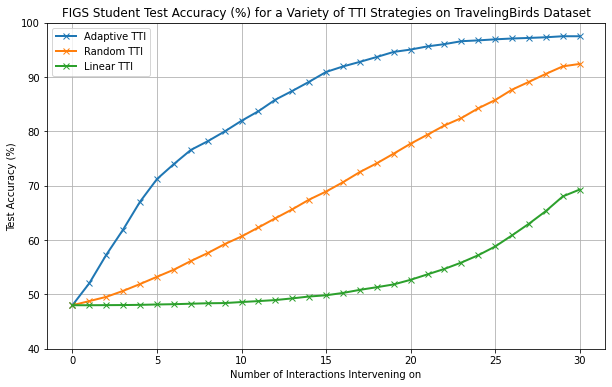 FIGS Student Test Accuracy (%) for a Variety of TTI Strategies on TravelingBirds Dataset
Adaptive TTI
Random TTI
Linear TTI
Test Accuracy (%)
100
90
80
70
60
50
40
0 5 10 15 20 25 30
Number of Interactions Intervening on